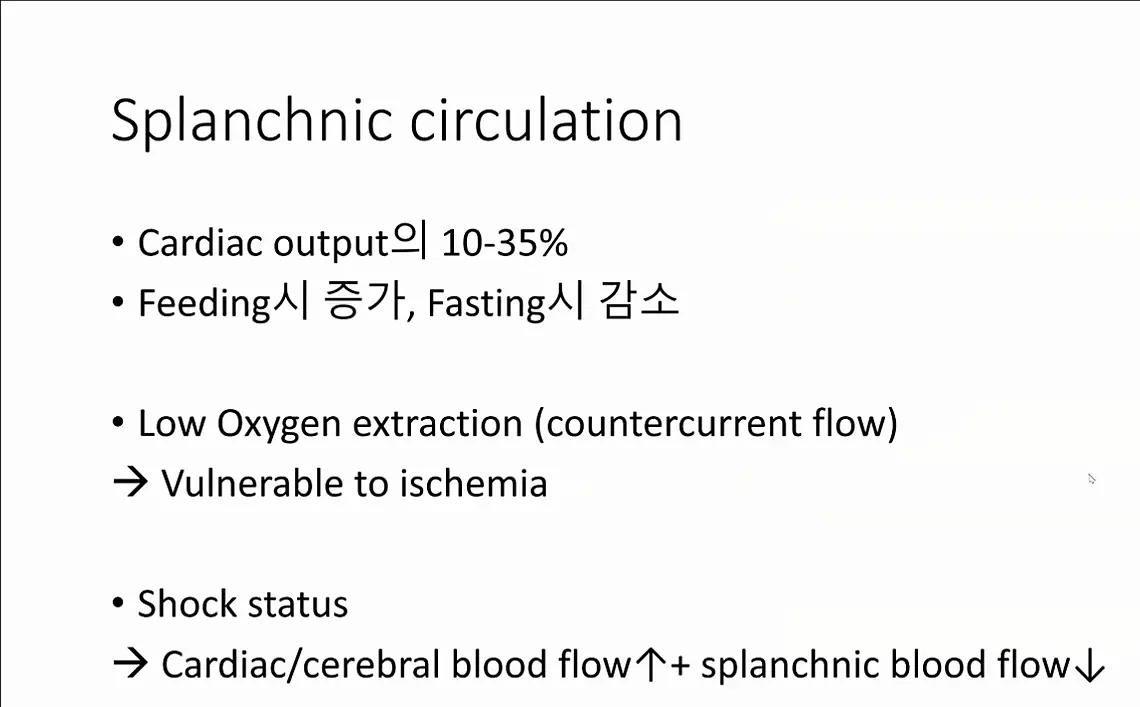 Splanchnic circulation
• Cardiac output의 10-35%
• Feeding시 증가, Fasting시 감소
• Low Oxygen extraction (countercurrent flow)
→ Vulnerable to ischemia
• Shock status
→ Cardiac/cerebral blood flow↑+ splanchnic blood flow↓